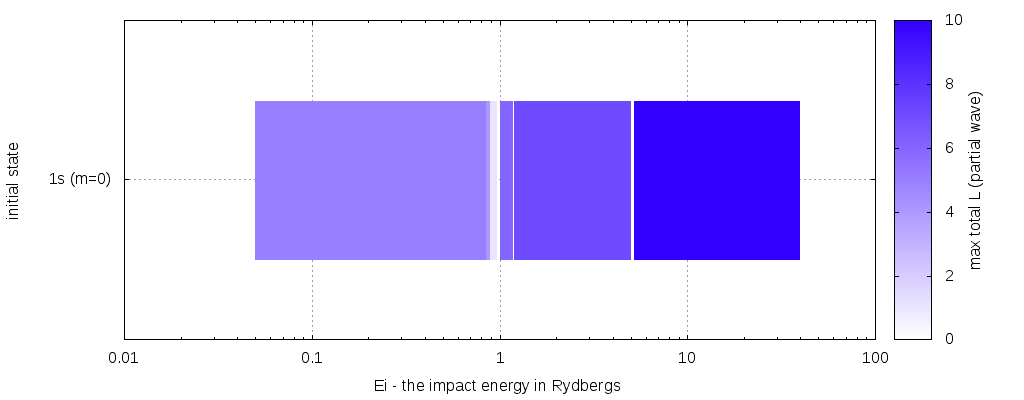 initial state
1s (m=0)
0.01
0.1
1
10
100
Ei - the impact energy in Rydbergs
10
8
6
4
2
0
max total L (partial wave)